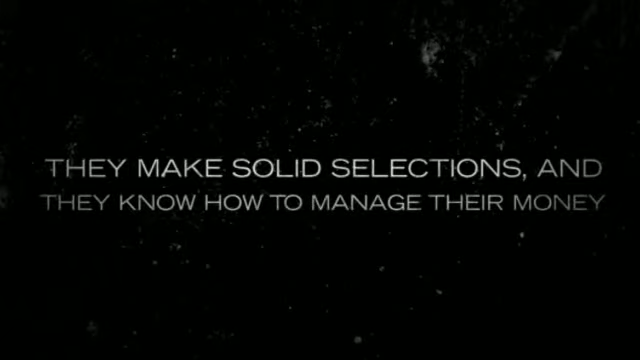 THEY MAKE SOLID SELECTIONS, AND
THEY KNOW HOW TO MANAGE THEIR MONEY